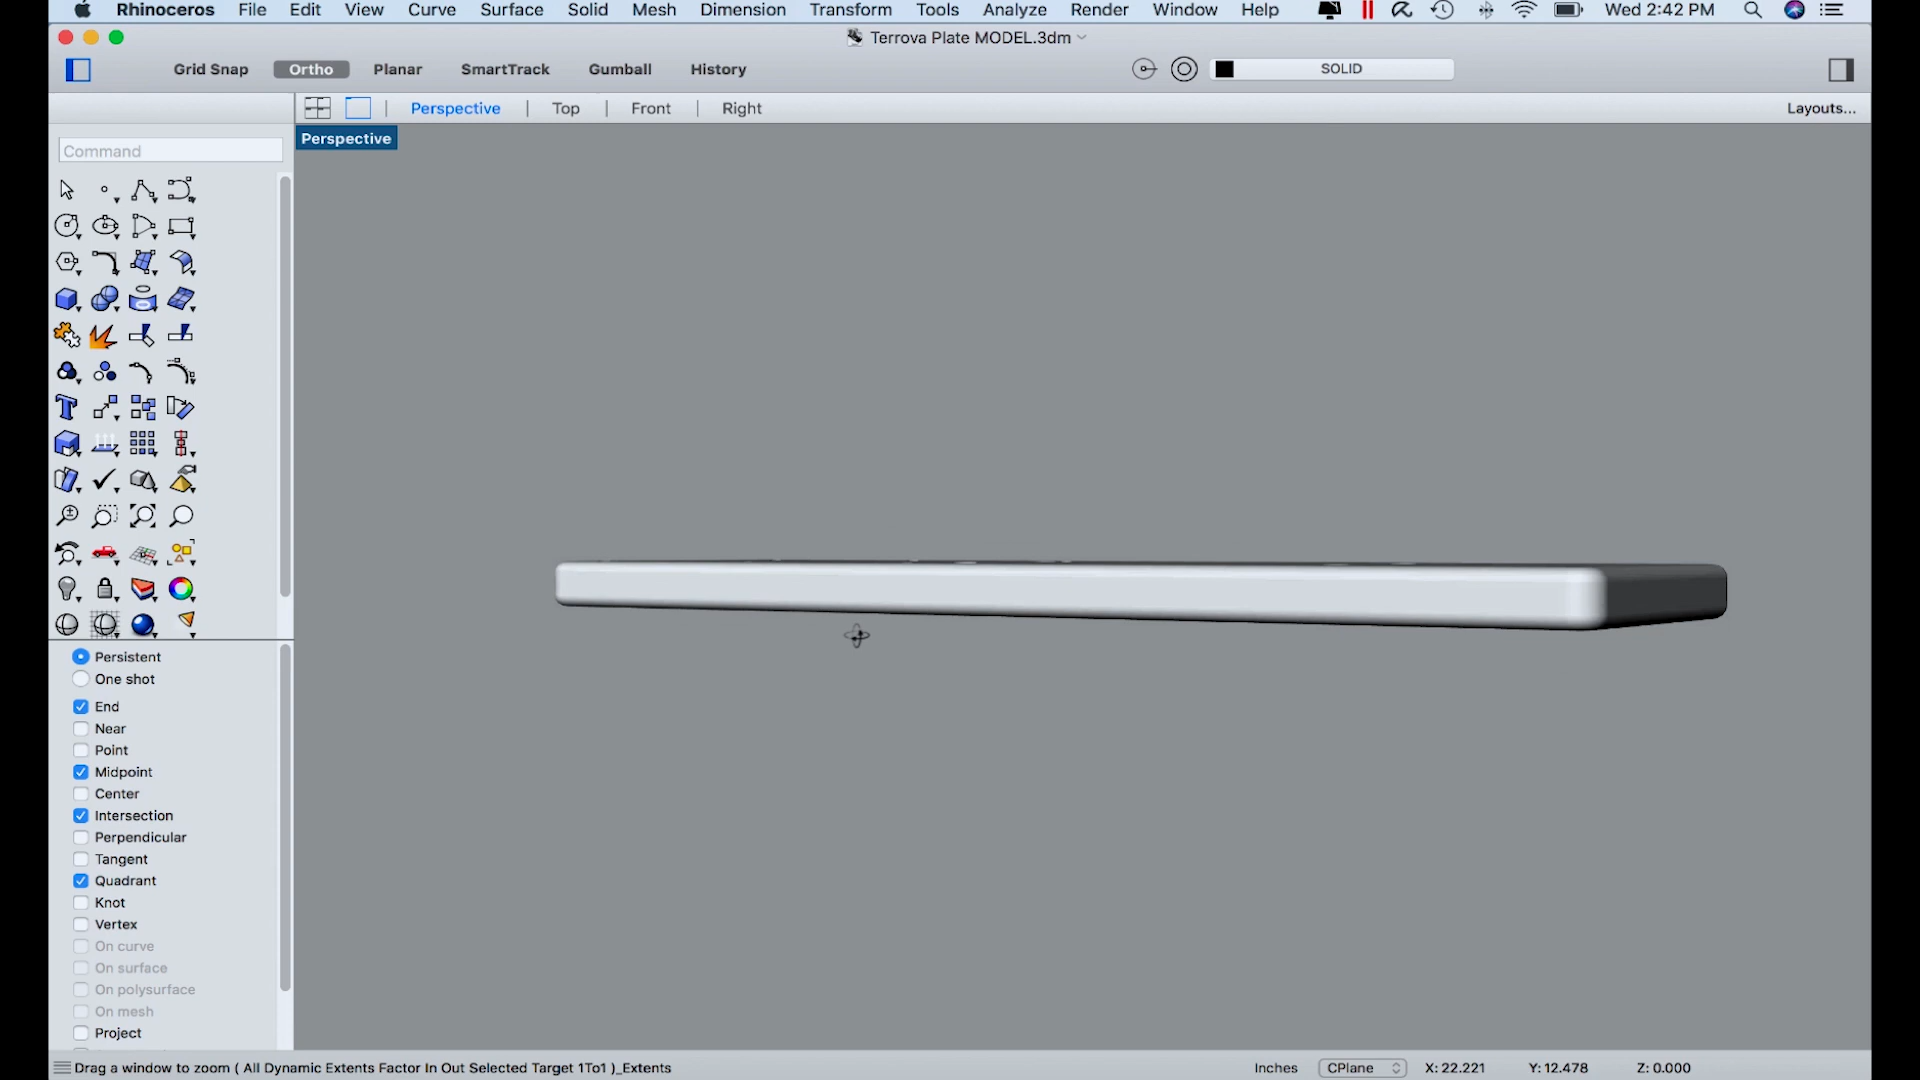 Rhinoceros File Edit View Curve Surface Solid Mesh Dimension Transform Tools Analyze Render Window Help Wed 2:42 PM
Terrova Plate MODEL.3dm
Grid Snap Ortho Planar SmartTrack Gumball History SOLID
Perspective | Top | Front | Right Layouts...
Perspective
Command
Persistent
One shot
End
Near
Point
Midpoint
Center
Intersection
Perpendicular
Tangent
Quadrant
Knot
Vertex
On curve
On surface
On polysurface
On mesh
Project
Drag a window to zoom ( All Dynamic Extents Factor In Out Selected Target 1To1 )_Extents Inches CPlane X: 22.221 Y: 12.478 Z: 0.000